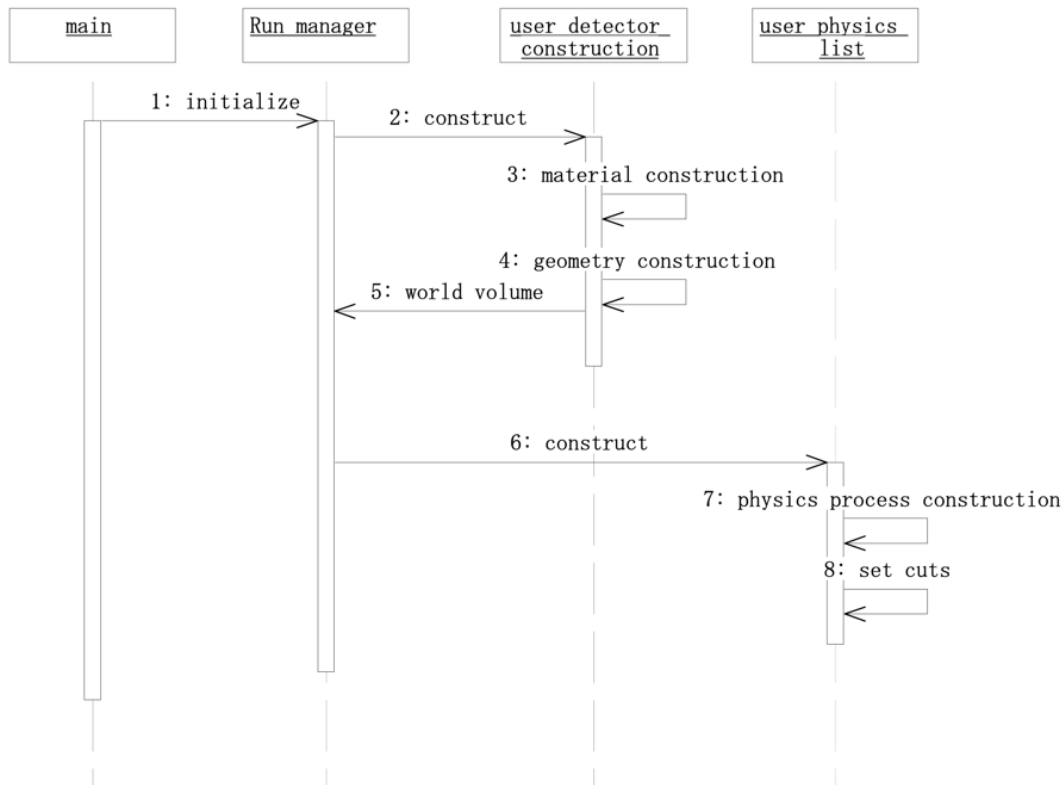 main
Run manager
user detector
construction
user physics
list
1: initialize
2: construct
3: material construction
4: geometry construction
5: world volume
6: construct
7: physics process construction
8: set cuts